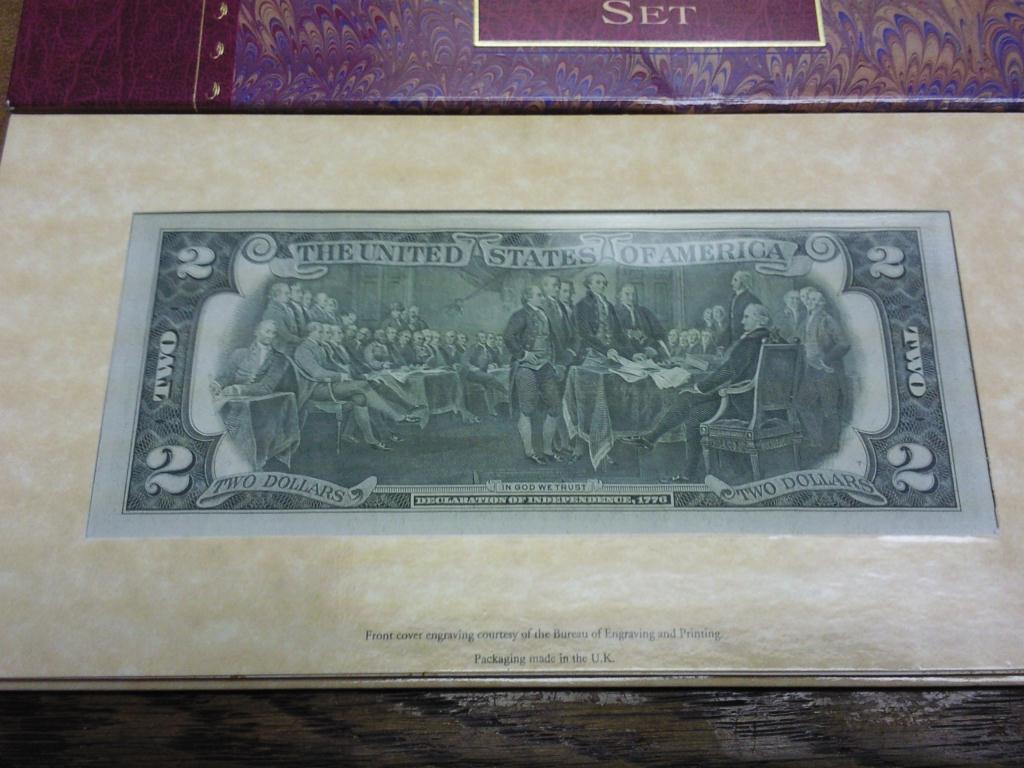 SET
2 THE UNITED STATES OF AMERICA 2
TWO
TWO
2 TWO DOLLARS
IN GOD WE TRUST
DECLARATION OF INDEPENDENCE, 1776
TWO DOLLARS 2
Front cover engraving courtesy of the Bureau of Engraving and Printing.
Packaging made in the U.K.